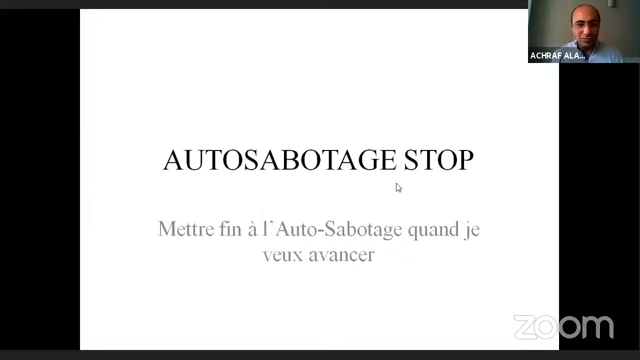 ACHRAF ALA...
AUTOSABOTAGE STOP
Mettre fin à l'Auto-Sabotage quand je
veux avancer
zoom